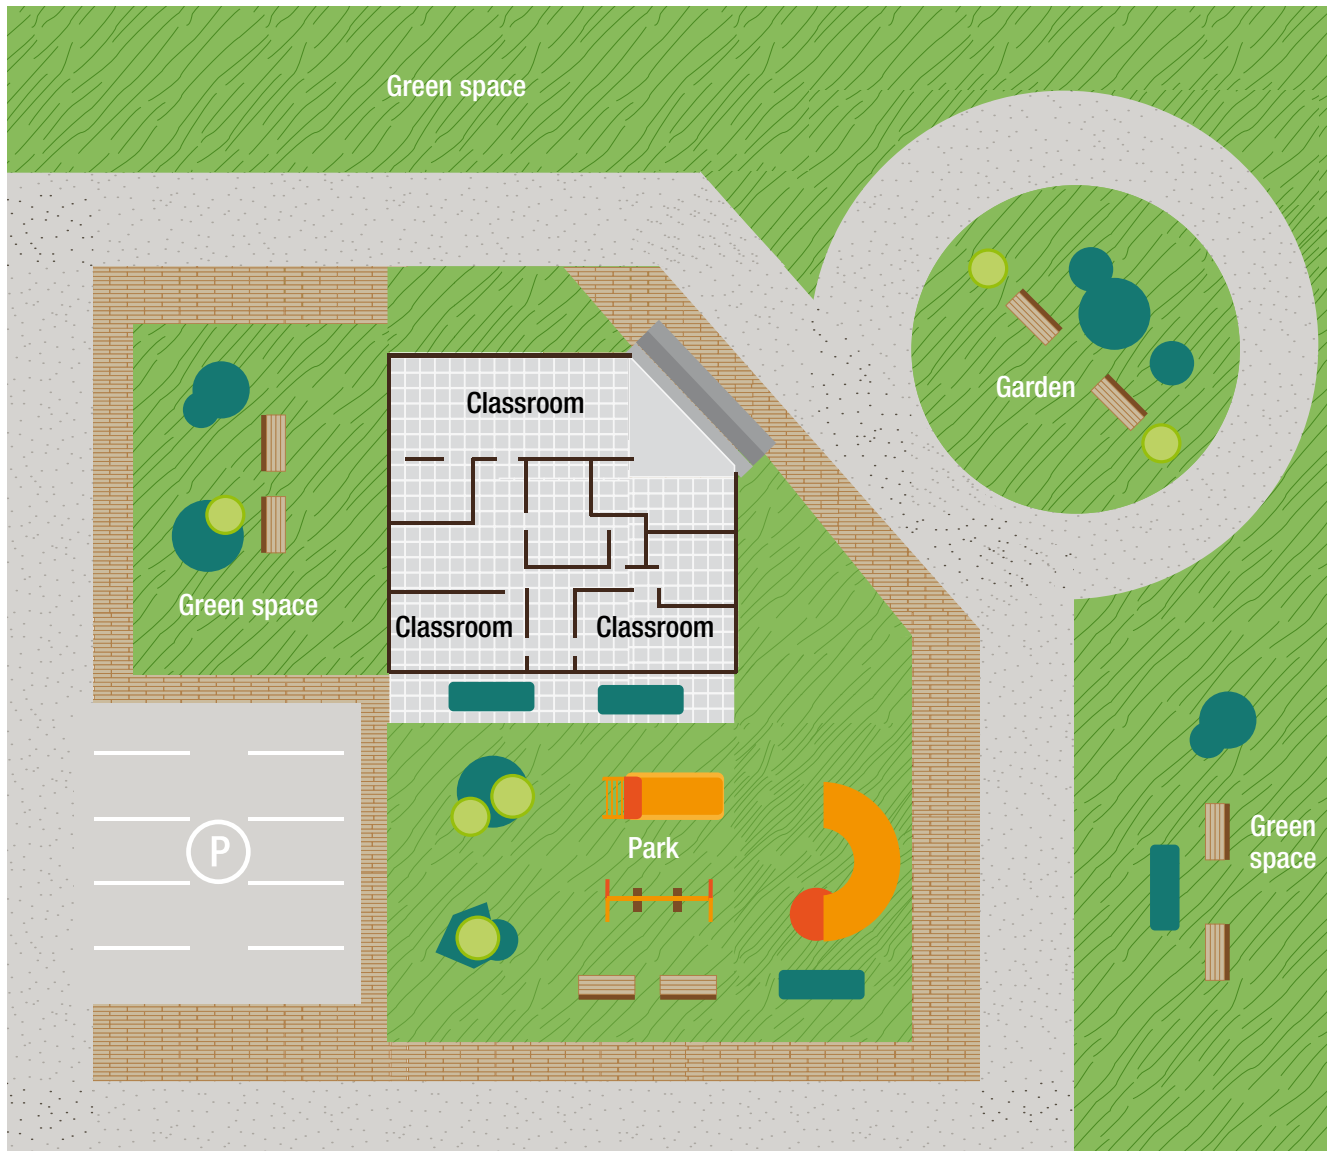 Green space
Classroom
Garden
Green space
Classroom
Classroom
Green
space
Park
P